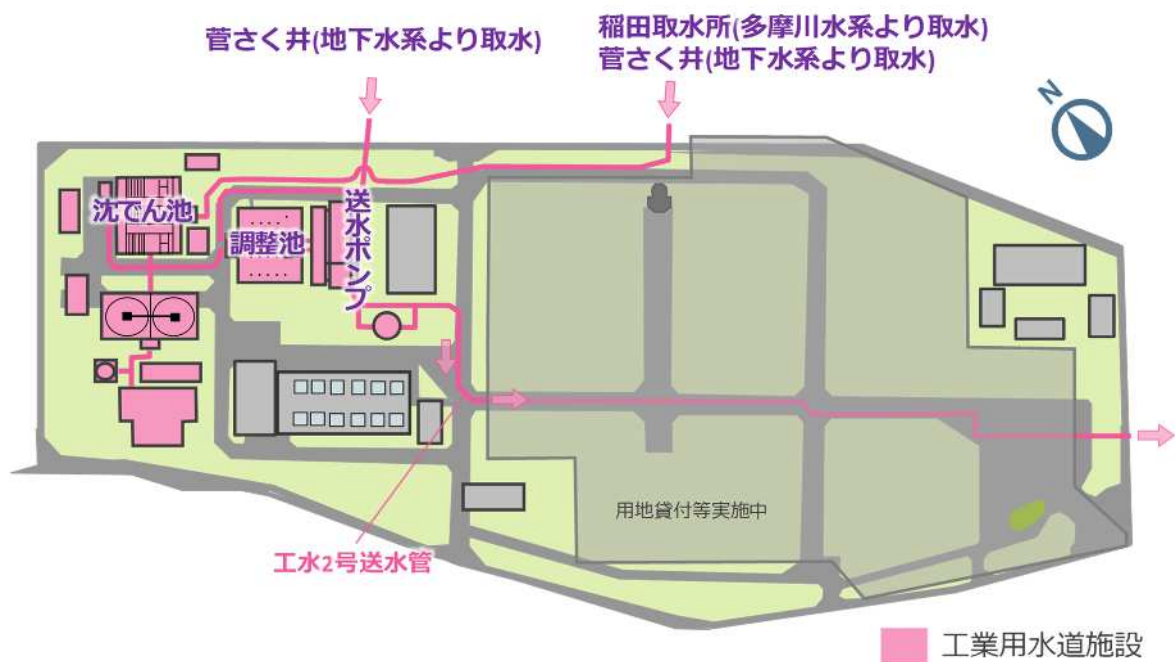 菅さく井(地下水系より取水)
稲田取水所(多摩川水系より取水)
菅さく井(地下水系より取水)
N
沈でん池
調整池
送水ポンプ
用地貸付等実施中
工水2号送水管
工業用水道施設